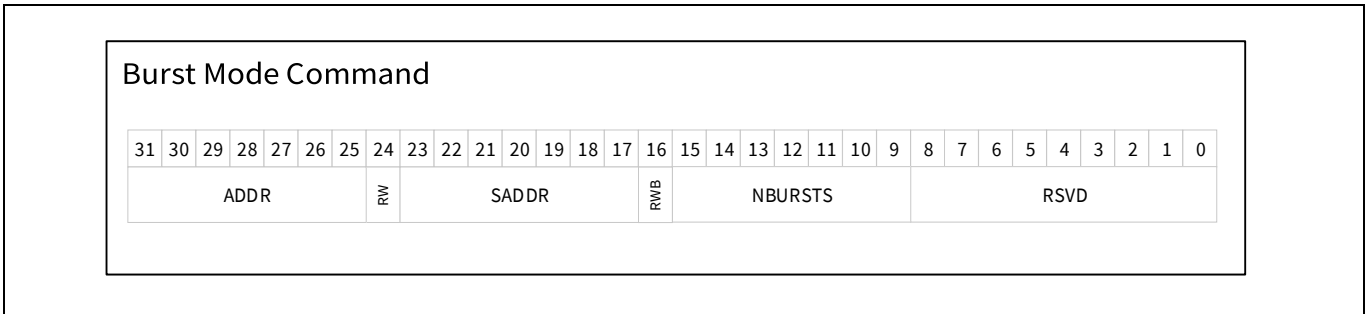 Burst Mode Command
31 30 29 28 27 26 25 24 23 22 21 20 19 18 17 16 15 14 13 12 11 10 9 8 7 6 5 4 3 2 1 0
ADDR RW SADDR RWB NBURSTS RSVD